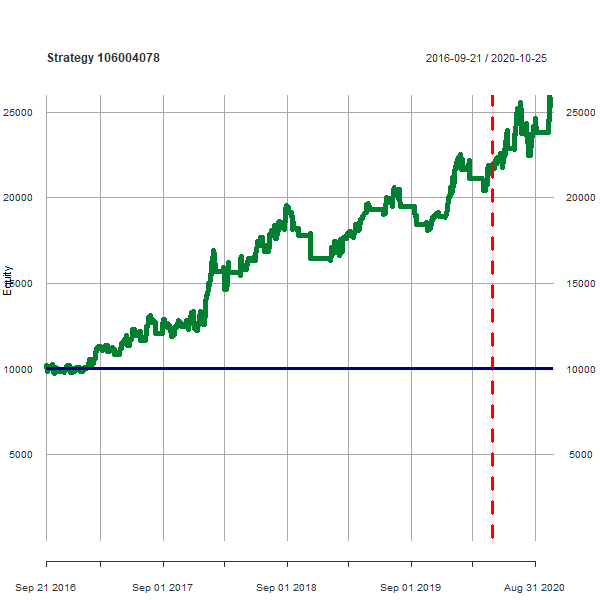 Strategy 106004078
2016-09-21 / 2020-10-25
25000
25000
20000
20000
Equity
15000
15000
10000
10000
5000
5000
Sep 21 2016
Sep 01 2017
Sep 01 2018
Sep 01 2019
Aug 31 2020